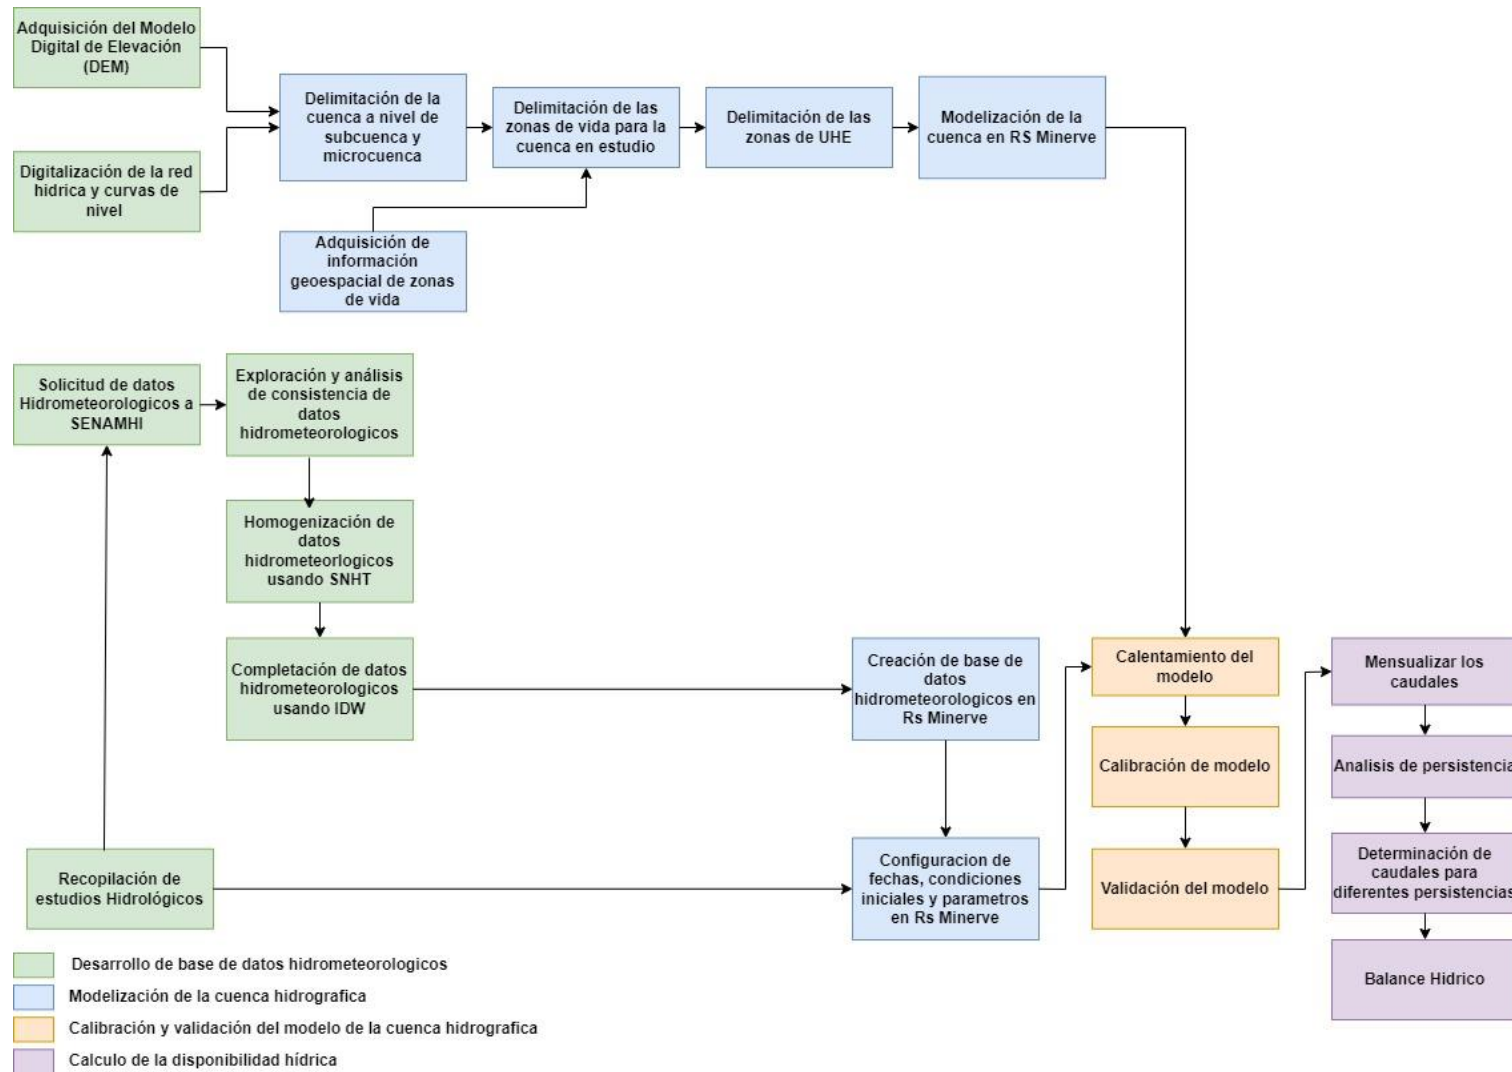 Adquisición del Modelo
Digital de Elevación
(DEM)
Digitalización de la red
hidrica y curvas de
nivel
Delimitación de la
cuenca a nivel de
subcuenca y
microcuenca
Delimitación de las
zonas de vida para la
cuenca en estudio
Delimitación de las
zonas de UHE
Modelización de la
cuenca en RS Minerve
Adquisición de
información
geoespacial de zonas
de vida
Solicitud de datos
Hidrometeorologicos a
SENAMHI
Exploración y análisis
de consistencia de
datos
hidrometeorologicos
Homogenización de
datos
hidrometeorlogicos
usando SNHT
Completación de datos
hidrometeorologicos
usando IDW
Creación de base de
datos
hidrometeorologicos en
Rs Minerve
Calentamiento del
modelo
Mensualizar los
caudales
Calibración de modelo
Analisis de persistencia
Recopilación de
estudios Hidrológicos
Configuracion de
fechas, condiciones
iniciales y parametros
en Rs Minerve
Validación del modelo
Determinación de
caudales para
diferentes persistencias
Balance Hidrico
Desarrollo de base de datos hidrometeorologicos
Modelización de la cuenca hidrografica
Calibración y validación del modelo de la cuenca hidrografica
Calculo de la disponibilidad hídrica